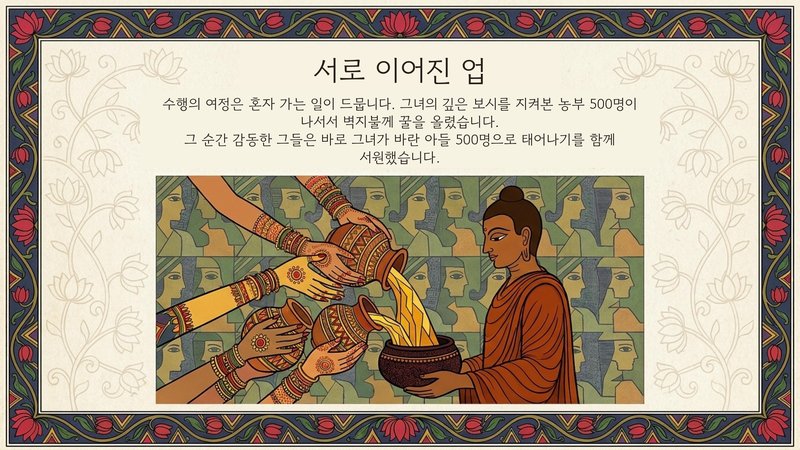 서로 이어진 업
수행의 여정은 혼자 가는 일이 드뭅니다. 그녀의 깊은 보시를 지켜본 농부 500명이
나서서 벽지불께 꿀을 올렸습니다.
그 순간 감동한 그들은 바로 그녀가 바란 아들 500명으로 태어나기를 함께
서원했습니다.